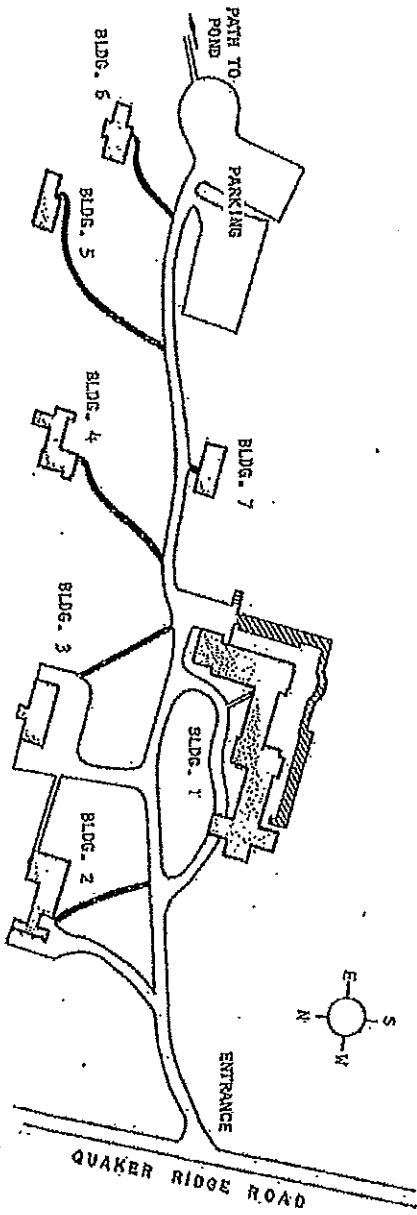 PATH TO
POND
BLDG. 6
PARKING
BLDG. 5
BLDG. 4
BLDG. 7
BLDG. 3
BLDG. 1
BLDG. 2
E
S
N
W
ENTRANCE
QUAKER RIDGE ROAD